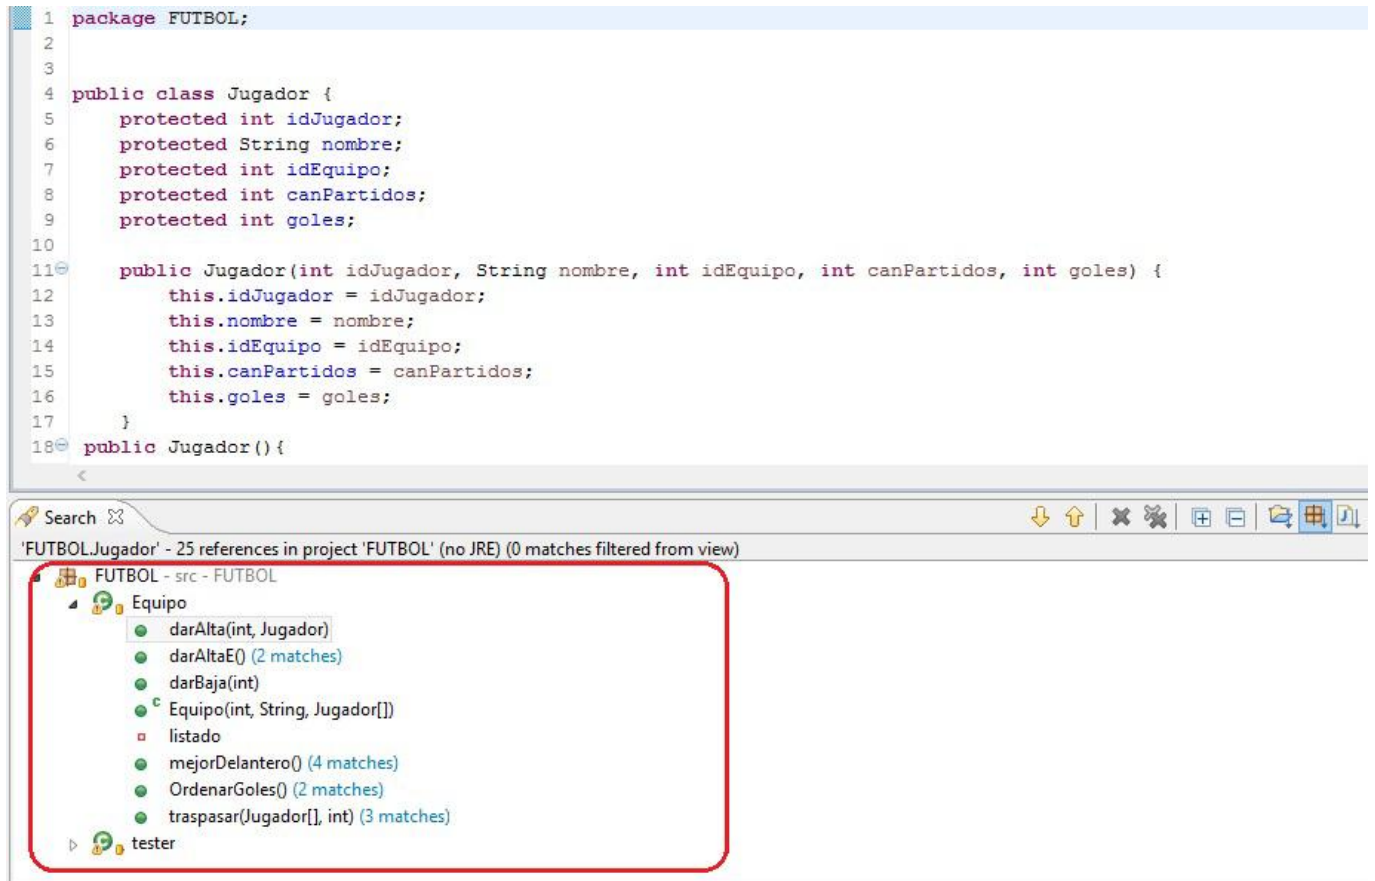 1 package FUTBOL;
2
3
4 public class Jugador {
5 protected int idJugador;
6 protected String nombre;
7 protected int idEquipo;
8 protected int canPartidos;
9 protected int goles;
10
11 public Jugador(int idJugador, String nombre, int idEquipo, int canPartidos, int goles) {
12 this.idJugador = idJugador;
13 this.nombre = nombre;
14 this.idEquipo = idEquipo;
15 this.canPartidos = canPartidos;
16 this.goles = goles;
17 }
18 public Jugador(){
Search
'FUTBOL.Jugador' - 25 references in project 'FUTBOL' (no JRE) (0 matches filtered from view)
FUTBOL - src - FUTBOL
Equipo
darAlta(int, Jugador)
darAltaE() (2 matches)
darBaja(int)
Equipo(int, String, Jugador[])
listado
mejorDelantero() (4 matches)
OrdenarGoles() (2 matches)
traspasar(Jugador[], int) (3 matches)
tester